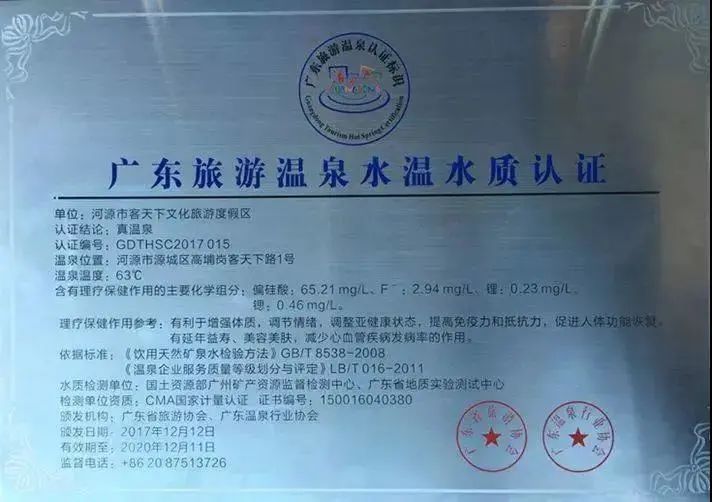 广东旅游温泉认证标识
Guangdong Tourism Hot Spring Certification
广东旅游温泉水温水质认证
单位：河源市客天下文化旅游度假区
认证结论：真温泉
认证编号：GDTHSC2017 015
温泉位置：河源市源城区高埔岗客天下路1号
温泉温度：63℃
含有理疗保健作用的主要化学组分：偏硅酸：65.21 mg/L、F⁻：2.94 mg/L、锂：0.23 mg/L、
锶：0.46 mg/L。
理疗保健作用参考：有利于增强体质，调节情绪，调整亚健康状态，提高免疫力和抵抗力，促进人体功能恢复。
有延年益寿、美容美肤，减少心血管疾病发病率的作用。
依据标准：《饮用天然矿泉水检验方法》GB/T 8538-2008
《温泉企业服务质量等级划分与评定》LB/T 016-2011
水质检测单位：国土资源部广州矿产资源监督检测中心、广东省地质实验测试中心
检测单位资质：CMA国家计量认证 证书编号：150016040380
颁发机构：广东省旅游协会、广东温泉行业协会
颁发日期：2017年12月12日
有效期至：2020年12月11日
监督电话：+86 20 87513726
广东省旅游协会
广东温泉行业协会